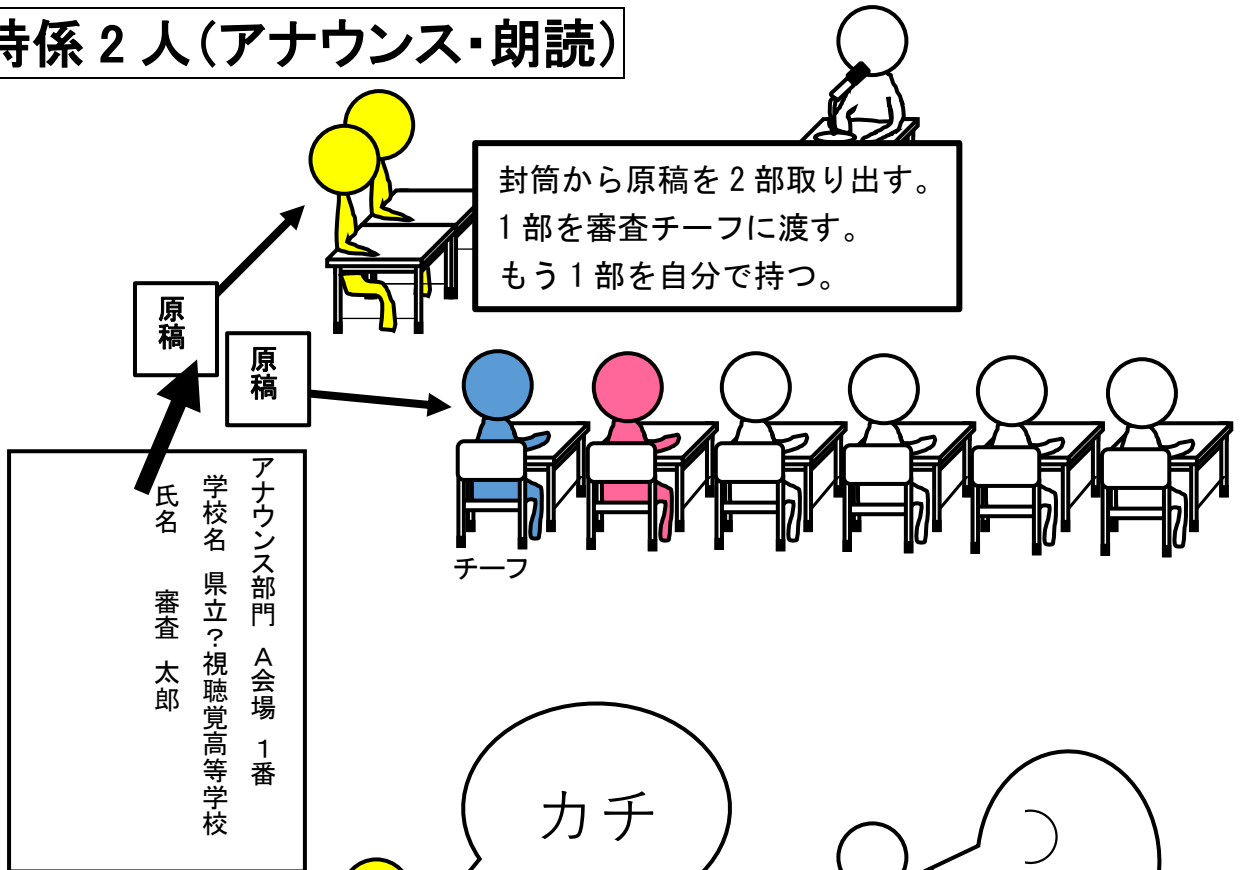 時係2人(アナウンス・朗読)
封筒から原稿を2部取り出す。
1部を審査チーフに渡す。
もう1部を自分で持つ。
原稿
原稿
チーフ
アナウンス部門 A会場 1番
学校名 県立?視聴覚高等学校
氏名 審査 太郎
カチ